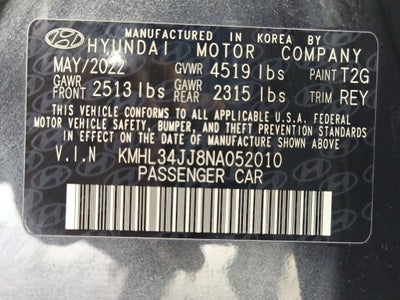 MANUFACTURED IN KOREA BY
HYUNDAI MOTOR COMPANY
MAY/2022 GVWR 4519 lbs PAINT T2G
GAWR FRONT 2513 lbs GAWR REAR 2315 lbs TRIM REY
THIS VEHICLE CONFORMS TO ALL APPLICABLE U.S.A. FEDERAL
MOTOR VEHICLE SAFETY, BUMPER, AND THEFT PREVENTION STANDARDS
IN EFFECT ON THE DATE OF MANUFACTURE SHOWN ABOVE.
V.I.N KMHL34JJ8NA052010
PASSENGER CAR